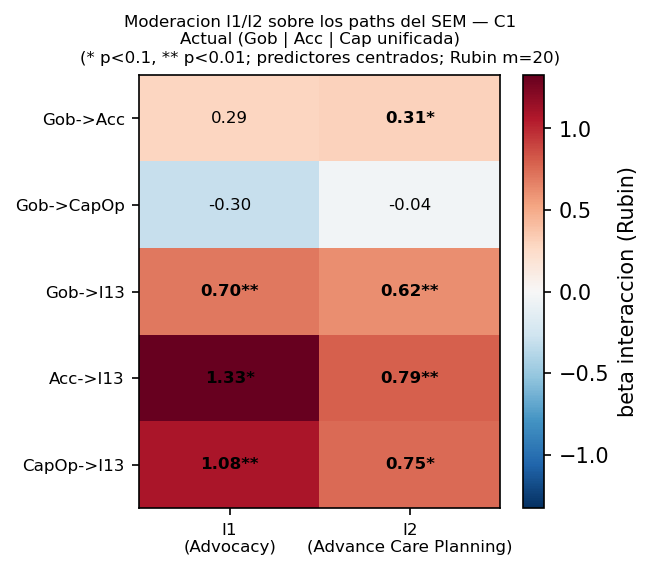 Moderacion I1/I2 sobre los paths del SEM — C1
Actual (Gob | Acc | Cap unificada)
(* p<0.1, ** p<0.01; predictores centrados; Rubin m=20)
Gob->Acc 0.29 0.31*
Gob->CapOp -0.30 -0.04
Gob->I13 0.70** 0.62**
Acc->I13 1.33* 0.79**
CapOp->I13 1.08** 0.75*
I1 I2
(Advocacy) (Advance Care Planning)
1.0
0.5
0.0
−0.5
−1.0
beta interaccion (Rubin)